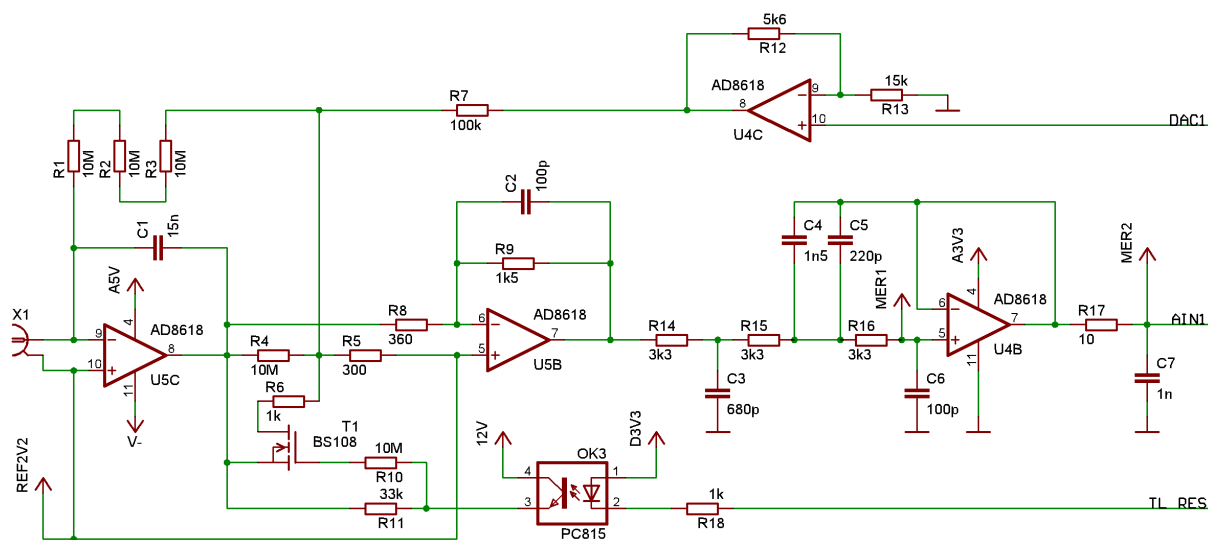 5k6
R12
AD8618
8
9
10
U4C
15k
R13
DAC1
R7
100k
R1
10M
R2
10M
R3
10M
C1
15n
C2
100p
R9
1k5
C4
1n5
C5
220p
MER1
A3V3
MER2
A5V
X1
4
9
10
8
11
AD8618
U5C
V-
R8
360
R4
10M
R5
300
R6
1k
6
5
7
AD8618
U5B
R14
3k3
R15
3k3
R16
3k3
C3
680p
C6
100p
4
6
5
7
11
AD8618
U4B
R17
10
AIN1
C7
1n
T1
BS108
10M
R10
33k
R11
12V
D3V3
OK3
4
3
1
2
PC815
1k
R18
TL_RES
REF2V2